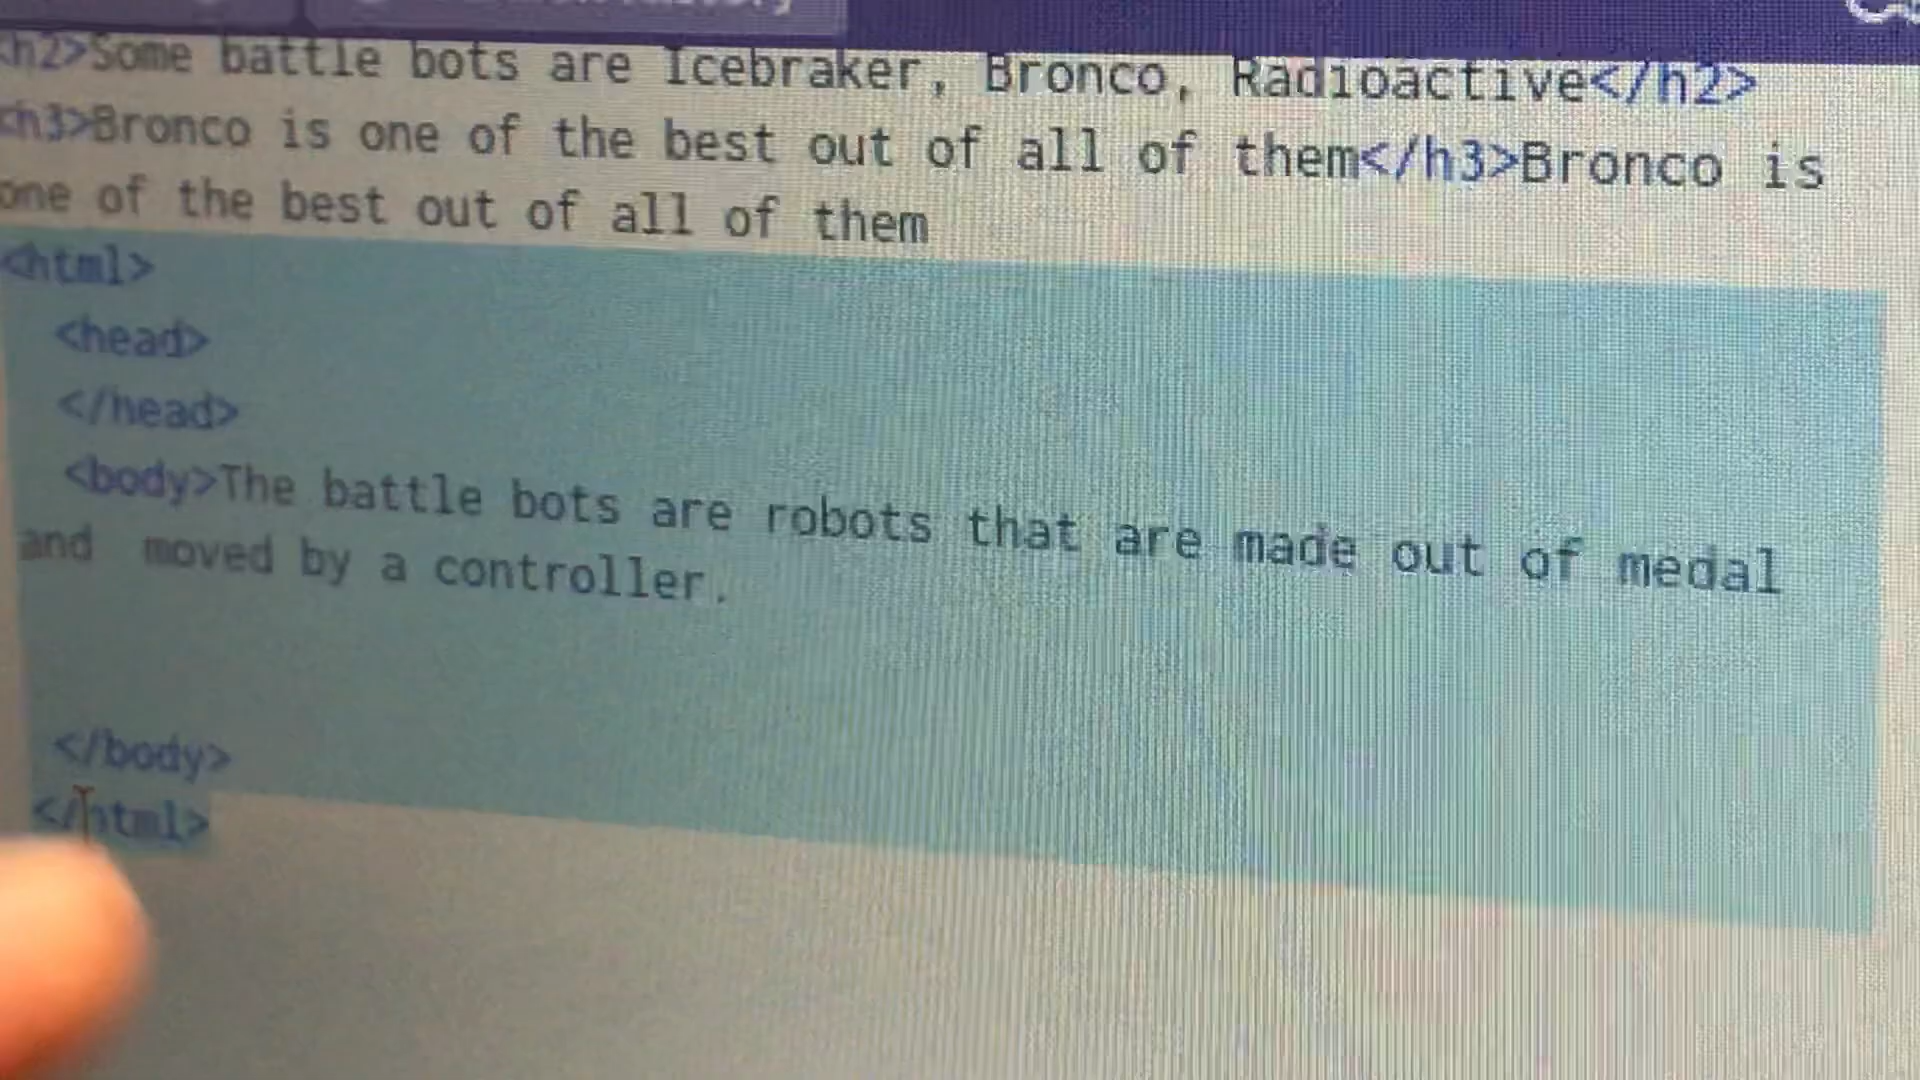 <h2>Some battle bots are Icebraker, Bronco, Radioactive</h2>
<h3>Bronco is one of the best out of all of them</h3>Bronco is
one of the best out of all of them
<html>
<head>
</head>
<body>The battle bots are robots that are made out of medal
and moved by a controller.
</body>
</html>